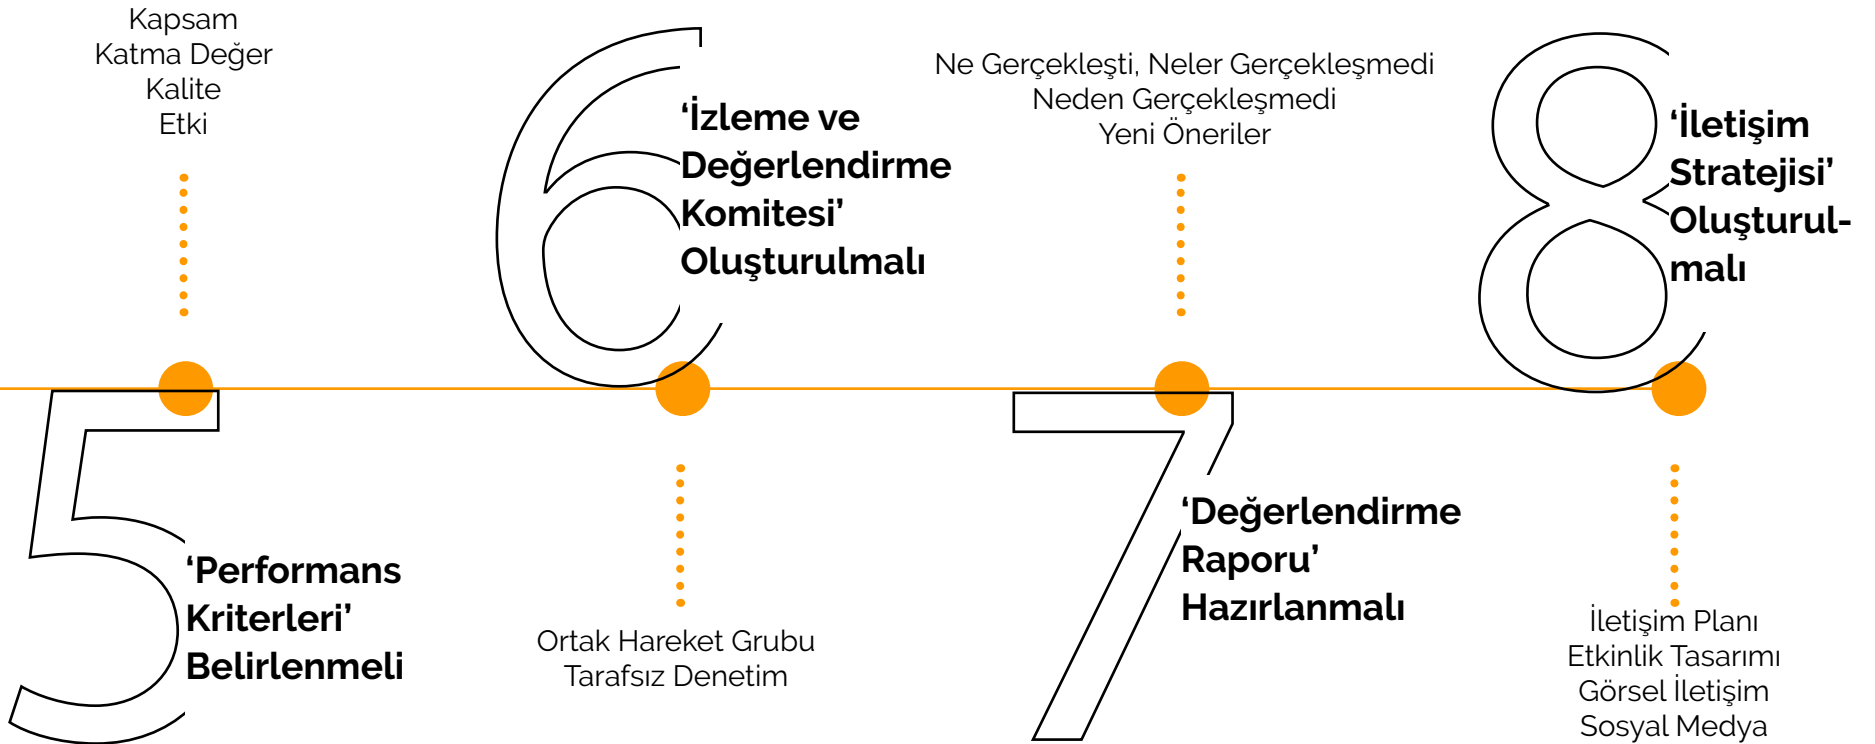 Kapsam
Katma Değer
Kalite
Etki
5
‘Performans
Kriterleri’
Belirlenmeli
6
‘İzleme ve
Değerlendirme
Komitesi’
Oluşturulmalı
Ortak Hareket Grubu
Tarafsız Denetim
Ne Gerçekleşti, Neler Gerçekleşmedi
Neden Gerçekleşmedi
Yeni Öneriler
7
‘Değerlendirme
Raporu’
Hazırlanmalı
8
‘İletişim
Stratejisi’
Oluşturul-
malı
İletişim Planı
Etkinlik Tasarımı
Görsel İletişim
Sosyal Medya